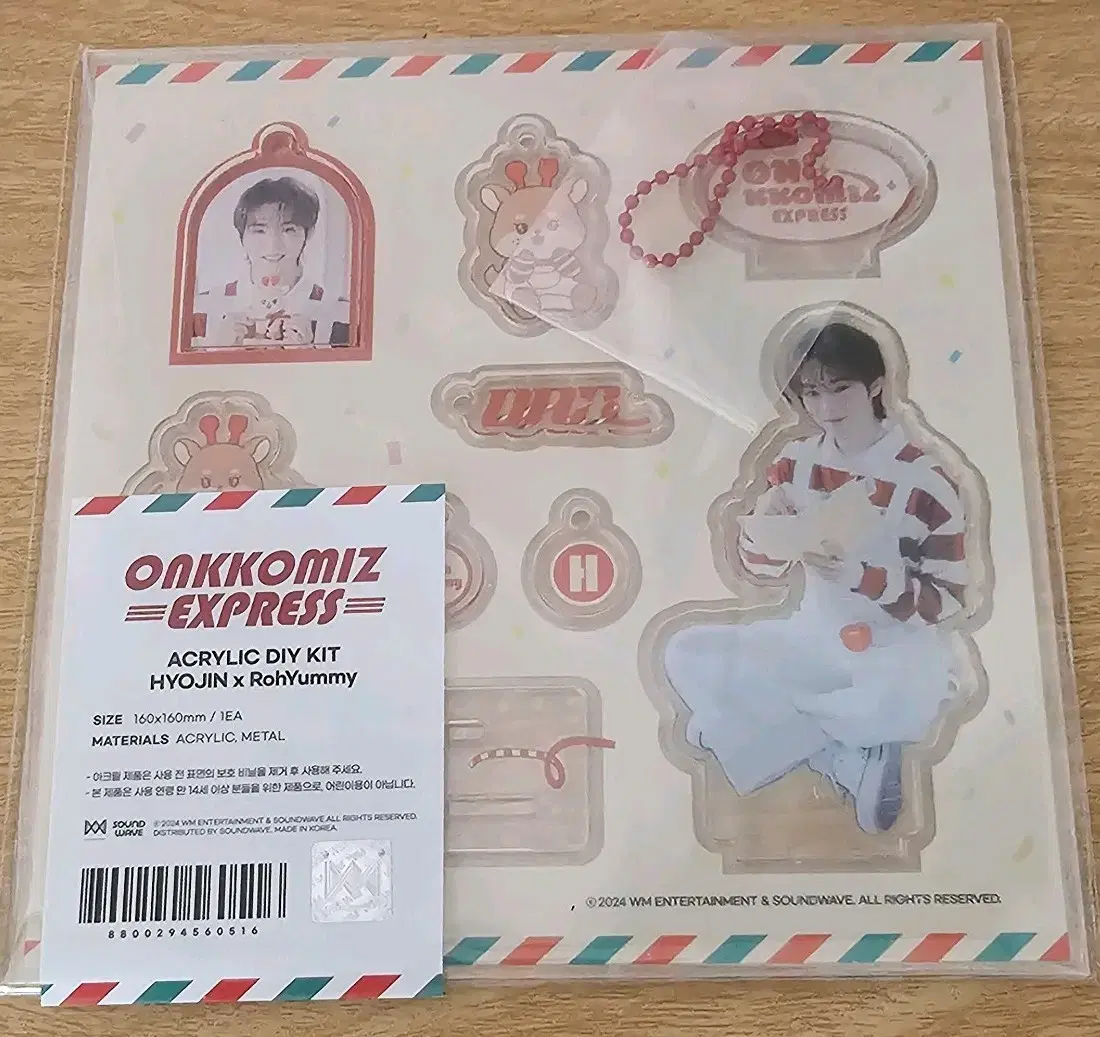 ON
KKOMIZ
EXPRESS
H
ONKKOMIZ
EXPRESS
ACRYLIC DIY KIT
HYOJIN x RohYummy
SIZE 160x160mm / 1EA
MATERIALS ACRYLIC, METAL
- 아크릴 제품은 사용 전 표면의 보호 비닐을 제거 후 사용해 주세요.
- 본 제품은 사용 연령 만 14세 이상 분들을 위한 제품으로, 어린이용이 아닙니다.
SOUND
WAVE
©2024 WM ENTERTAINMENT & SOUNDWAVE ALL RIGHTS RESERVED.
DISTRIBUTED BY SOUNDWAVE. MADE IN KOREA.
8800294560516
©2024 WM ENTERTAINMENT & SOUNDWAVE. ALL RIGHTS RESERVED.